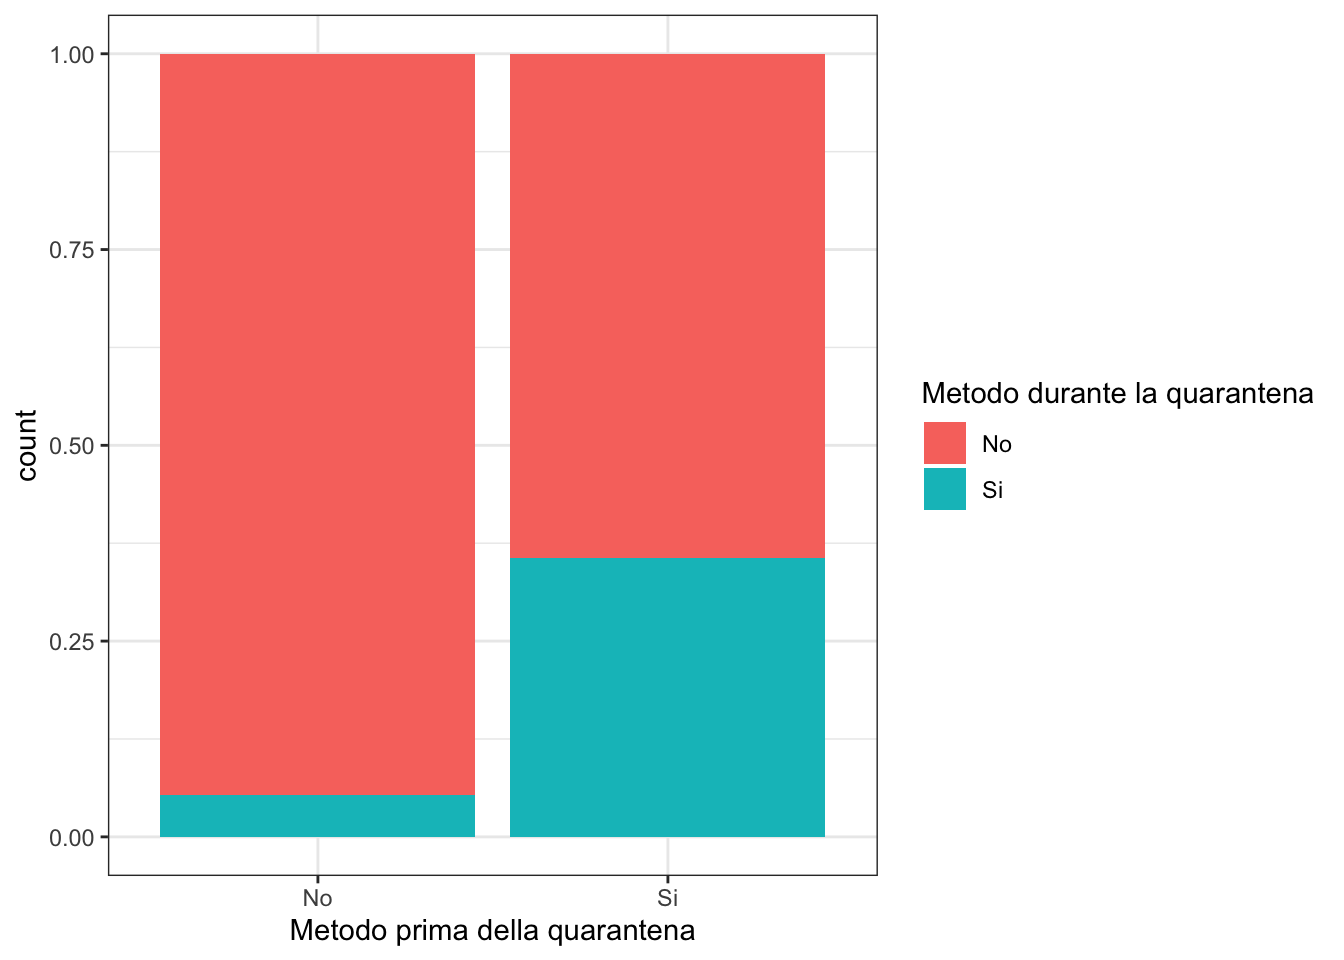 1.00
0.75
0.50
0.25
0.00
count
No
Si
Metodo prima della quarantena
Metodo durante la quarantena
No
Si